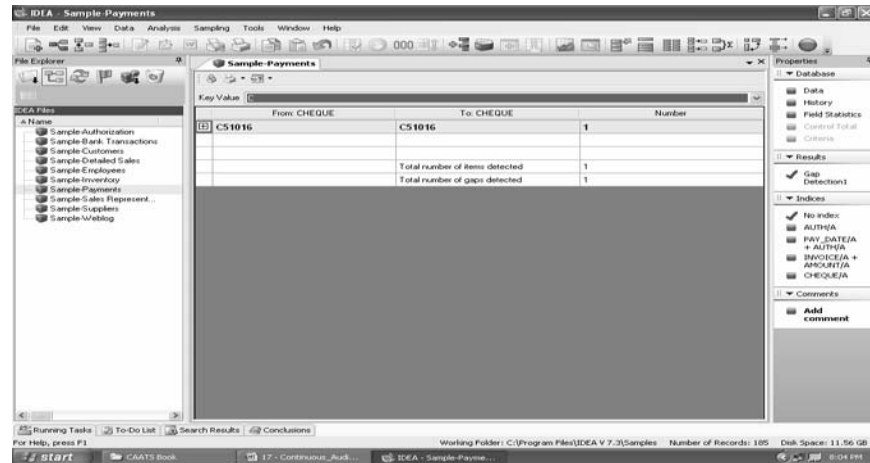 IDEA - Sample-Payments
File Edit View Data Analysis Sampling Tools Window Help
000
File Explorer
Sample-Payments
Properties
Database
Key Value
Data
History
Field Statistics
Control Total
Criteria
IDEA Files
Name
Sample-Authorization
Sample-Bank Transactions
Sample-Customers
Sample-Detailed Sales
Sample-Employees
Sample-Inventory
Sample-Payments
Sample-Sales Represent...
Sample-Suppliers
Sample-Weblog
From: CHEQUE To: CHEQUE Number
C51016 C51016 1
Total number of items detected 1
Total number of gaps detected 1
Results
Gap
Detection1
Indices
No index
AUTH/A
PAY_DATE/A
+ AUTH/A
INVOICE/A +
AMOUNT/A
CHEQUE/A
Comments
Add
comment
Running Tasks To-Do List Search Results Conclusions
For Help, press F1 Working Folder: C:\Program Files\IDEA V 7.3\Samples Number of Records: 185 Disk Space: 11.56 GB
start CAATS Book 17 - Continuous_Audi... IDEA - Sample-Payme... 8:04 PM